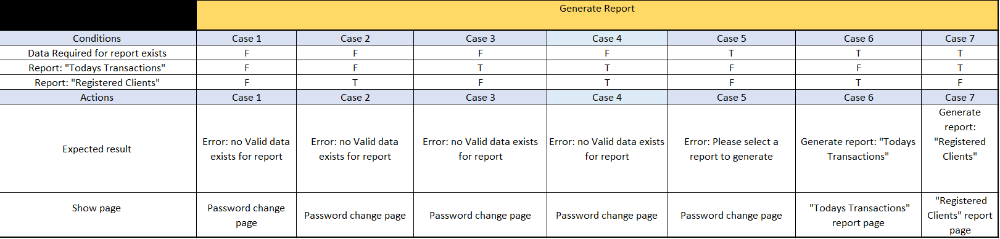 Generate Report
Conditions Case 1 Case 2 Case 3 Case 4 Case 5 Case 6 Case 7
Data Required for report exists F F F F T T T
Report: "Todays Transactions" F F T T F F T
Report: "Registered Clients" F T F T F T F
Actions Case 1 Case 2 Case 3 Case 4 Case 5 Case 6 Case 7
Expected result
Error: no Valid data
exists for report
Error: no Valid data
exists for report
Error: no Valid data exists
for report
Error: no Valid data exists
for report
Error: Please select a
report to generate
Generate report: "Todays
Transactions"
Generate
report:
"Registered
Clients"
Show page
Password change
page
Password change page
Password change page
Password change page
Password change page
"Todays Transactions"
report page
"Registered
Clients" report
page